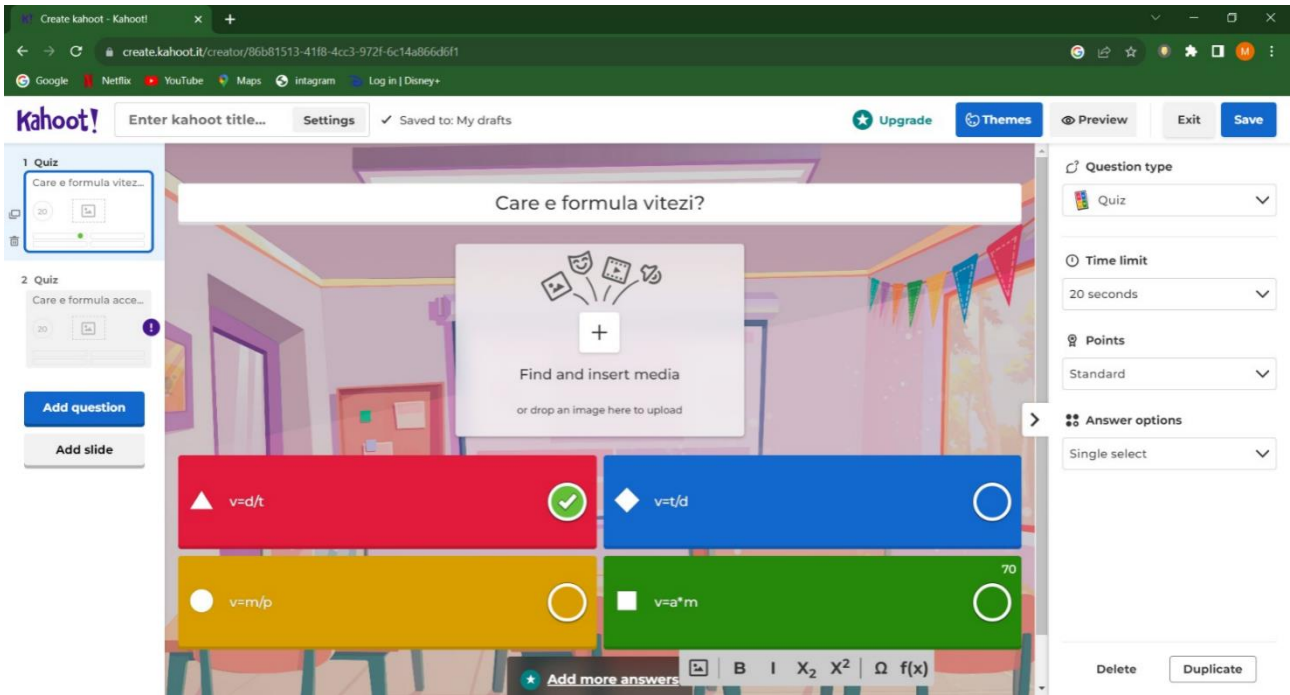 Create kahoot - Kahoot!
create.kahoot.it/creator/86b81513-41f8-4cc3-972f-6c14a866d6f1
M
Google Netflix YouTube Maps intagram Log in | Disney+
Kahoot! Enter kahoot title... Settings Saved to: My drafts Upgrade Themes Preview Exit Save
1 Quiz
Care e formula vitez...
20
2 Quiz
Care e formula acce...
20
Add question
Add slide
Care e formula vitezi?
Find and insert media
or drop an image here to upload
v=d/t
v=t/d
v=m/p
v=a*m
70
Add more answers
B I X₂ X² Ω f(x)
Question type
Quiz
Time limit
20 seconds
Points
Standard
Answer options
Single select
Delete Duplicate